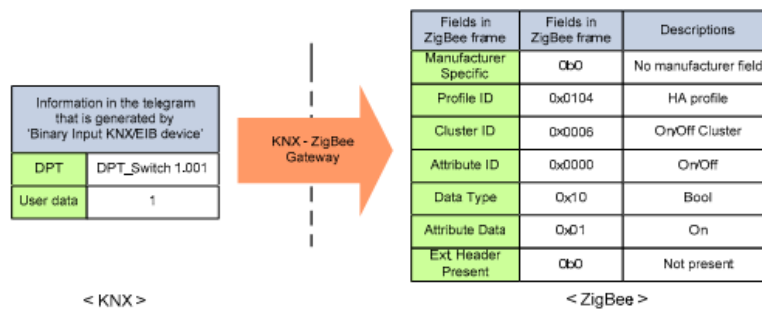 Information in the telegram
that is generated by
'Binary Input KNX/EIB device'
DPT DPT_Switch 1.001
User data 1
< KNX >
KNX - ZigBee
Gateway
Fields in ZigBee frame Fields in ZigBee frame Descriptions
Manufacturer Specific 0b0 No manufacturer field
Profile ID 0x0104 HA profile
Cluster ID 0x0006 On/Off Cluster
Attribute ID 0x0000 On/Off
Data Type 0x10 Bool
Attribute Data 0x01 On
Ext. Header Present 0b0 Not present
< ZigBee >